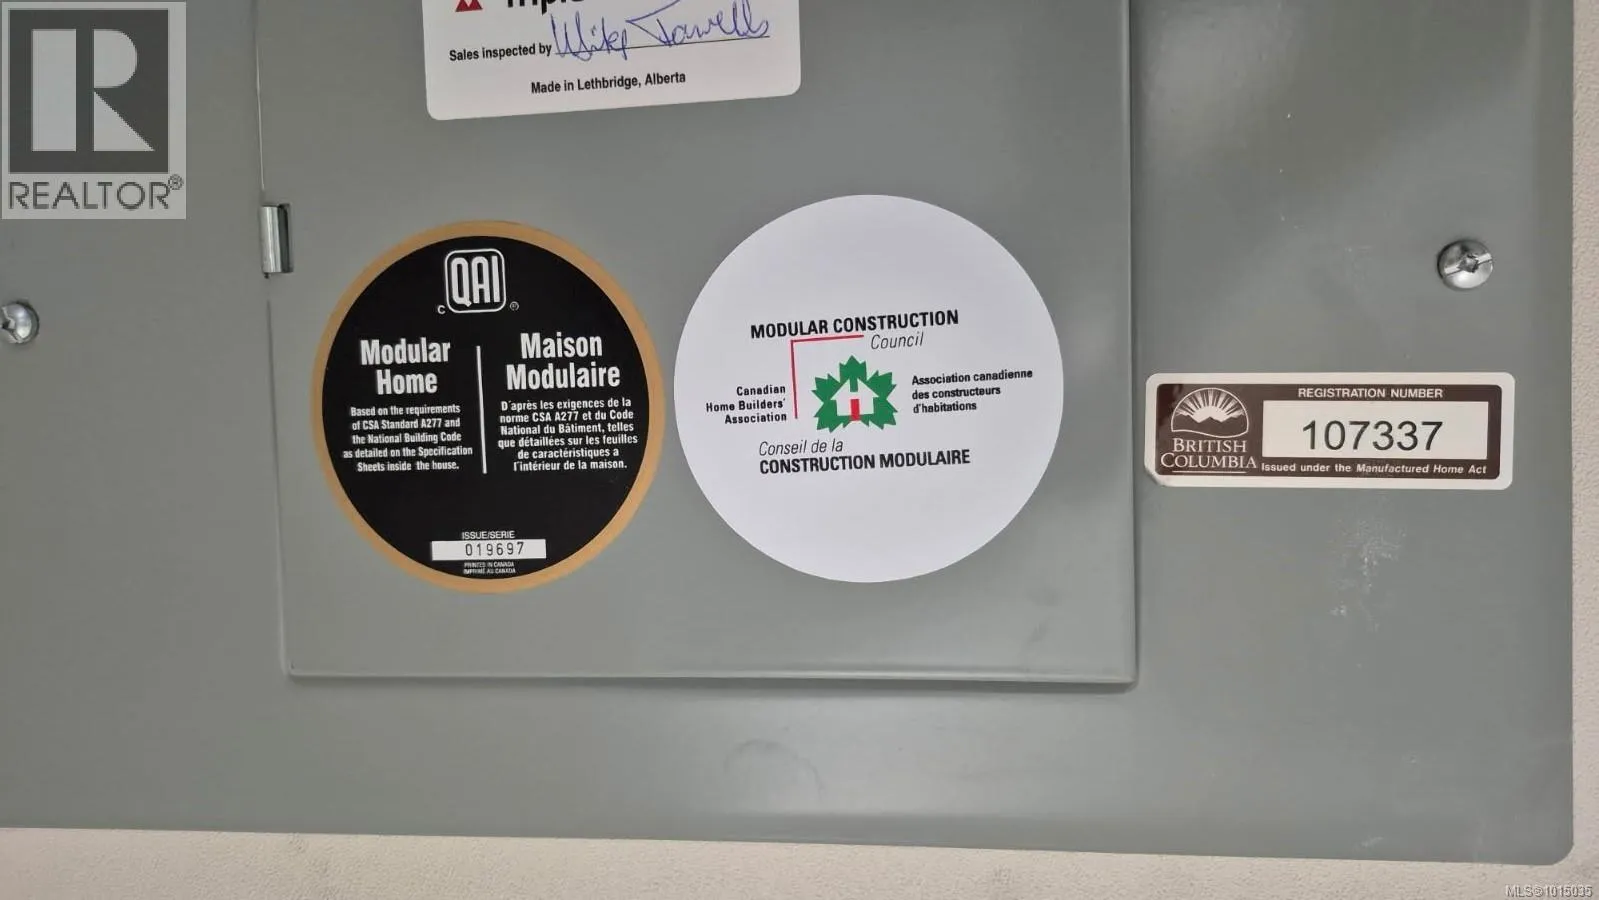 REALTOR®
Sales inspected by
Made in Lethbridge, Alberta
QAI
C ®
Modular
Home
Based on the requirements
of CSA Standard A277 and
the National Building Code
as detailed on the Specification
Sheets inside the house.
Maison
Modulaire
D'après les exigences de la
norme CSA A277 et du Code
National du Bâtiment, telles
que détaillées sur les feuilles
de caractéristiques a
l'intérieur de la maison.
ISSUE/SERIE
019697
PRINTED IN CANADA
IMPRIMÉ AU CANADA
MODULAR CONSTRUCTION
Council
Canadian
Home Builders'
Association
Association canadienne
des constructeurs
d'habitations
Conseil de la
CONSTRUCTION MODULAIRE
REGISTRATION NUMBER
107337
BRITISH
COLUMBIA
Issued under the Manufactured Home Act
MLS®1015035